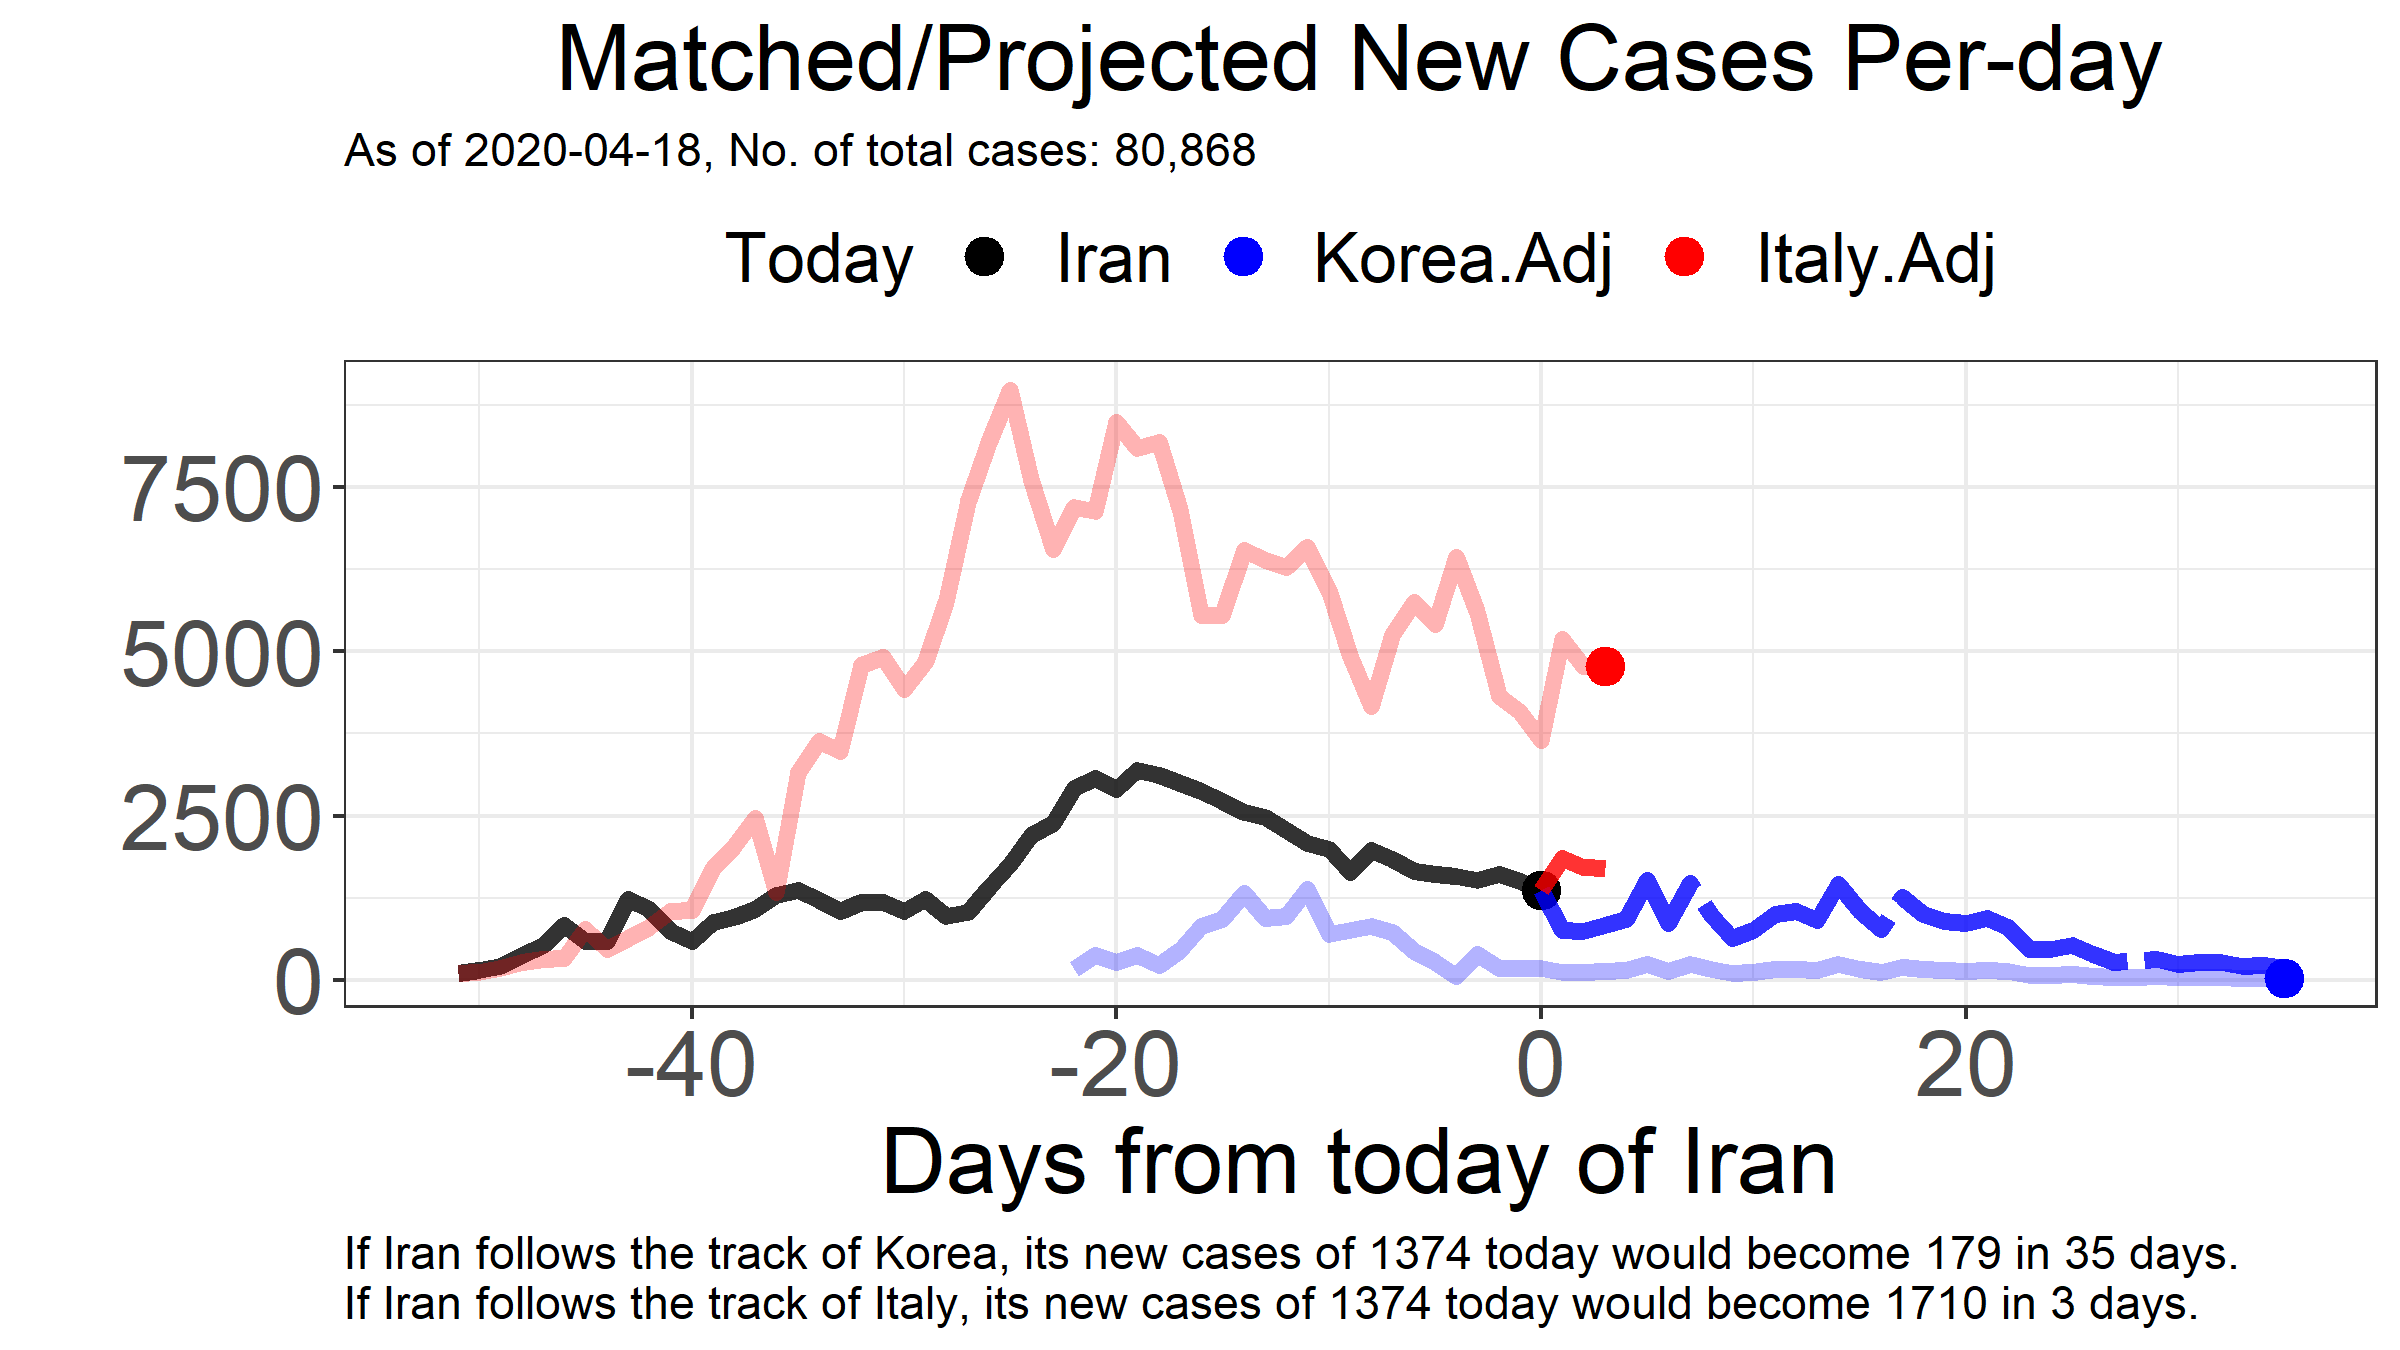 Matched/Projected New Cases Per-day
As of 2020-04-18, No. of total cases: 80,868
Today Iran Korea.Adj Italy.Adj
7500
5000
2500
0
-40 -20 0 20
Days from today of Iran
If Iran follows the track of Korea, its new cases of 1374 today would become 179 in 35 days.
If Iran follows the track of Italy, its new cases of 1374 today would become 1710 in 3 days.